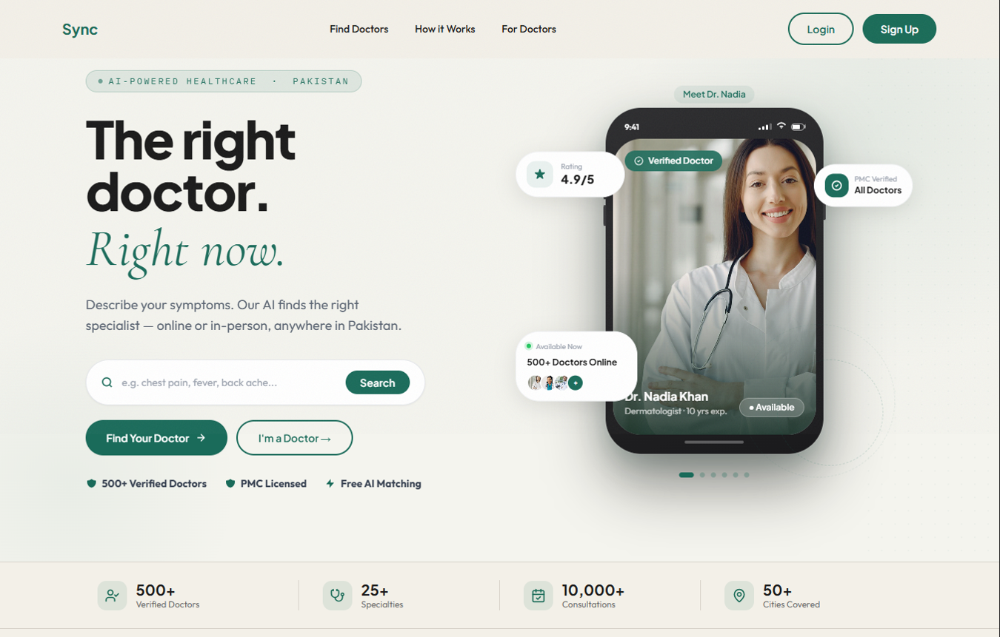 Sync
Find Doctors
How it Works
For Doctors
Login
Sign Up
AI-POWERED HEALTHCARE · PAKISTAN
The right
doctor.
Right now.
Describe your symptoms. Our AI finds the right
specialist — online or in-person, anywhere in Pakistan.
e.g. chest pain, fever, back ache...
Search
Find Your Doctor →
I'm a Doctor →
500+ Verified Doctors
PMC Licensed
Free AI Matching
Meet Dr. Nadia
9:41
Verified Doctor
Rating
4.9/5
PMC Verified
All Doctors
Available Now
500+ Doctors Online
+
Dr. Nadia Khan
Dermatologist · 10 yrs exp.
Available
500+
Verified Doctors
25+
Specialties
10,000+
Consultations
50+
Cities Covered